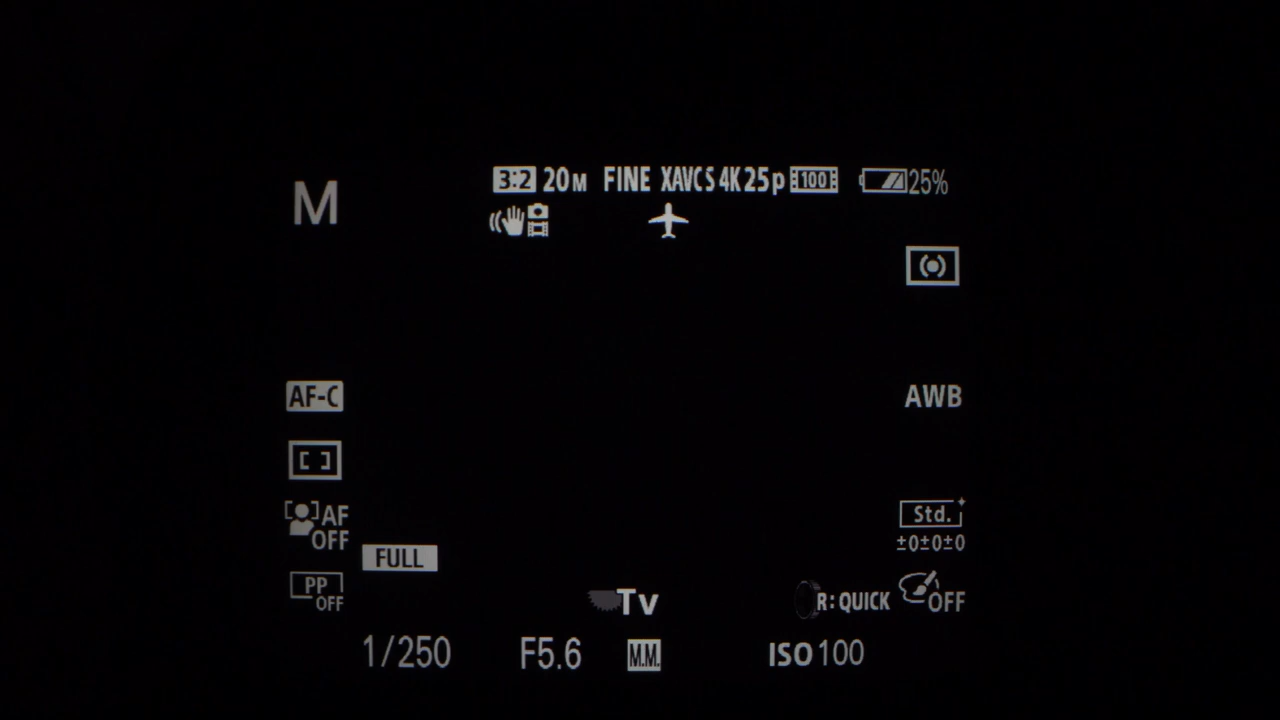 M
3:2 20M FINE XAVC S 4K 25p 100 25%
AF-C
AWB
AF OFF
Std.
±0±0±0
FULL
PP OFF
Tv
R: QUICK
OFF
1/250 F5.6 M.M. ISO 100